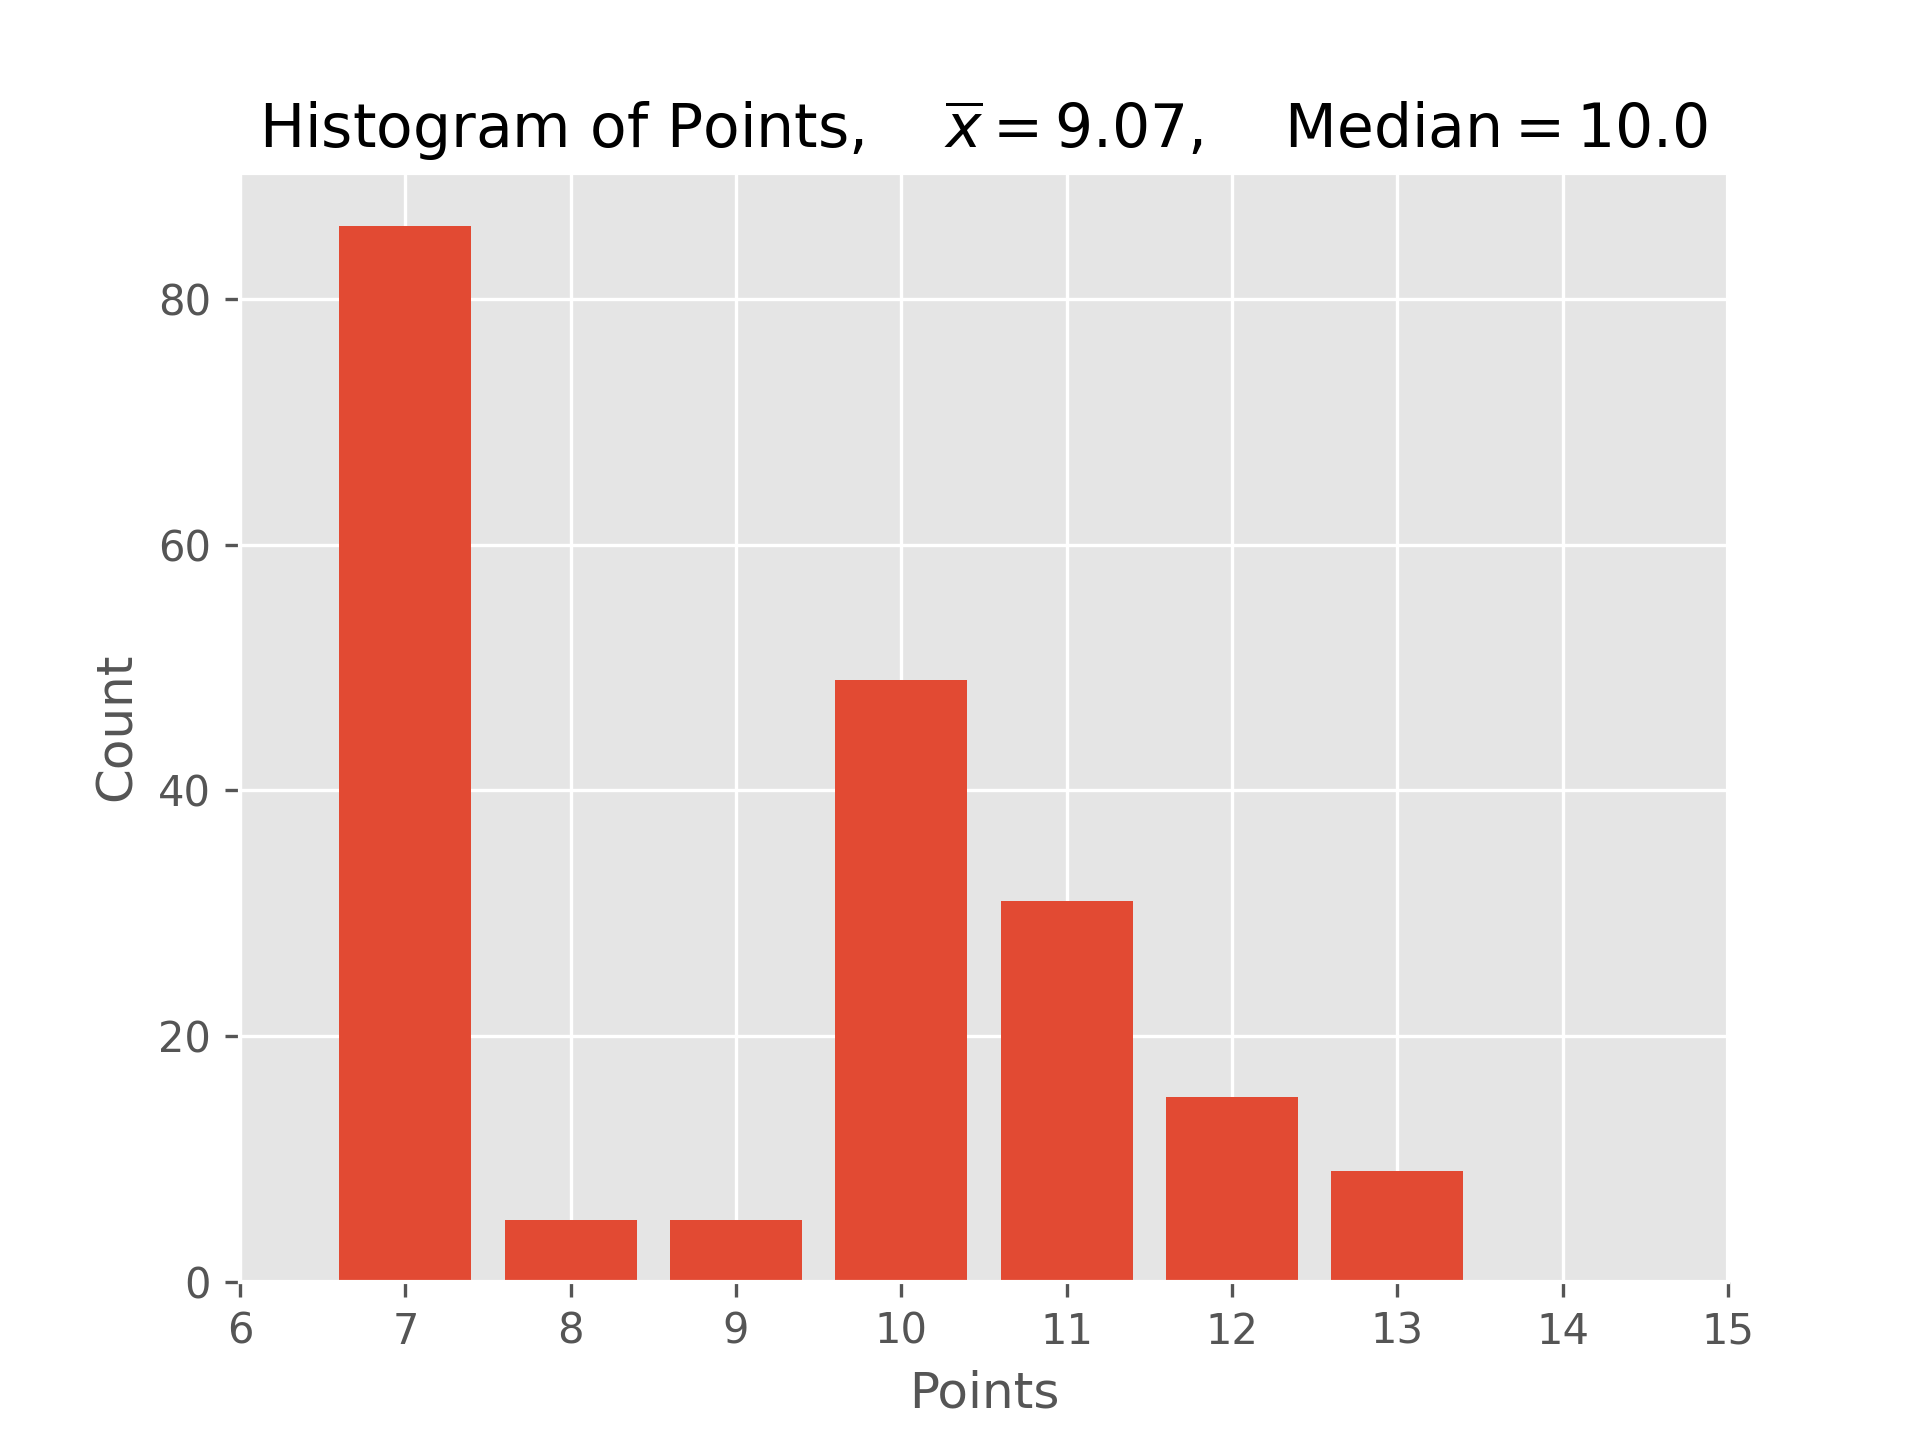 Histogram of Points, x̅ = 9.07, Median = 10.0
80
60
40
20
0
Count
6 7 8 9 10 11 12 13 14 15
Points